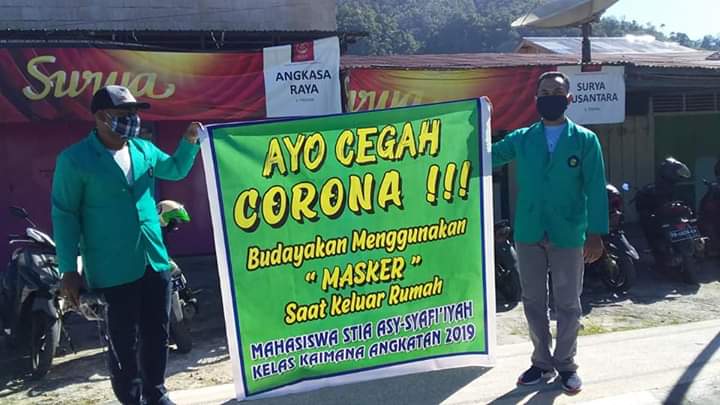 Surya
ANGKASA
RAYA
Surya
SURYA
NUSANTARA
AYO CEGAH
CORONA !!!
Budayakan Menggunakan
“ MASKER ”
Saat Keluar Rumah
MAHASISWA STIA ASY-SYAFI'IYAH
KELAS KAIMANA ANGKATAN 2019